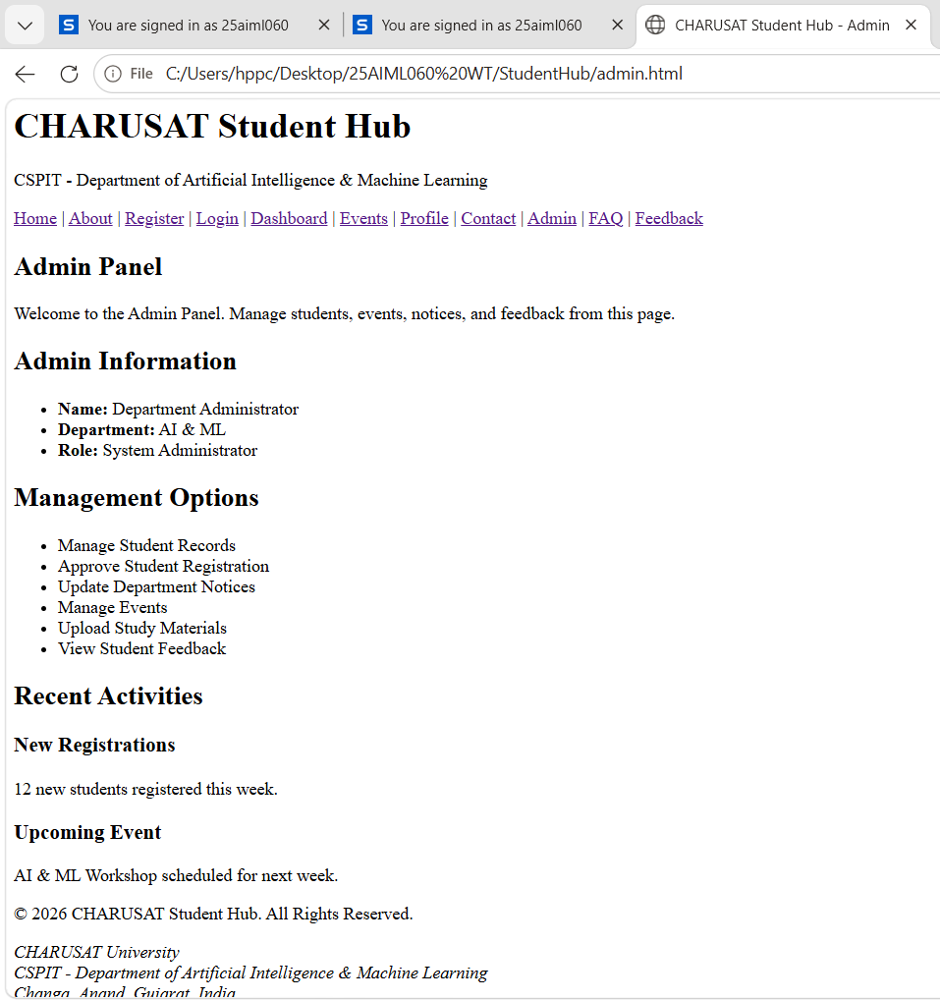 You are signed in as 25aiml060
You are signed in as 25aiml060
CHARUSAT Student Hub - Admin
File C:/Users/hppc/Desktop/25AIML060%20WT/StudentHub/admin.html
CHARUSAT Student Hub
CSPIT - Department of Artificial Intelligence & Machine Learning
Home | About | Register | Login | Dashboard | Events | Profile | Contact | Admin | FAQ | Feedback
Admin Panel
Welcome to the Admin Panel. Manage students, events, notices, and feedback from this page.
Admin Information
• Name: Department Administrator
• Department: AI & ML
• Role: System Administrator
Management Options
• Manage Student Records
• Approve Student Registration
• Update Department Notices
• Manage Events
• Upload Study Materials
• View Student Feedback
Recent Activities
New Registrations
12 new students registered this week.
Upcoming Event
AI & ML Workshop scheduled for next week.
© 2026 CHARUSAT Student Hub. All Rights Reserved.
CHARUSAT University
CSPIT - Department of Artificial Intelligence & Machine Learning
Changa, Anand, Gujarat, India